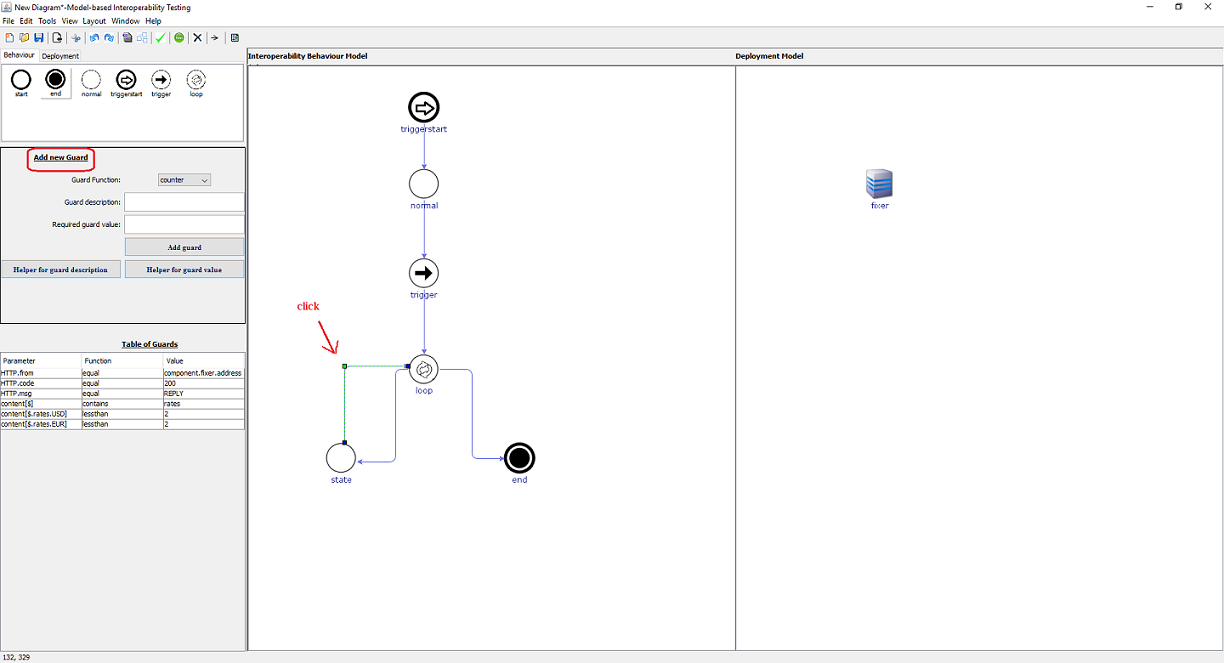 New Diagram*-Model-based Interoperability Testing
File Edit Tools View Layout Window Help
Behaviour Deployment
start end normal triggerstart trigger loop
Add new Guard
Guard Function: counter
Guard description:
Required guard value:
Add guard
Helper for guard description Helper for guard value
Table of Guards
Parameter Function Value
HTTP.from equal component.fixer.address
HTTP.code equal 200
HTTP.msg equal REPLY
content[$] contains rates
content[$.rates.USD] lessthan 2
content[$.rates.EUR] lessthan 2
132, 329
Interoperability Behaviour Model
triggerstart
normal
trigger
click
loop
state
end
Deployment Model
fixer